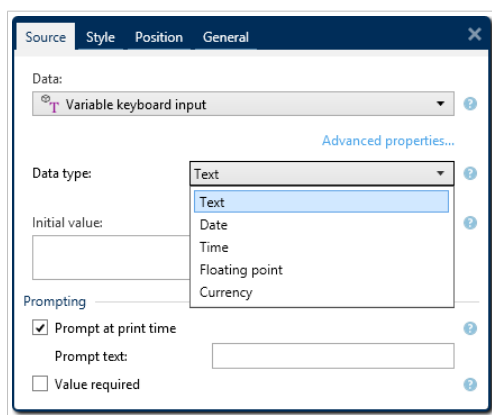 Source Style Position General
Data:
T Variable keyboard input
Advanced properties...
Data type: Text
Text
Date
Initial value:
Time
Floating point
Currency
Prompting
Prompt at print time
Prompt text:
Value required